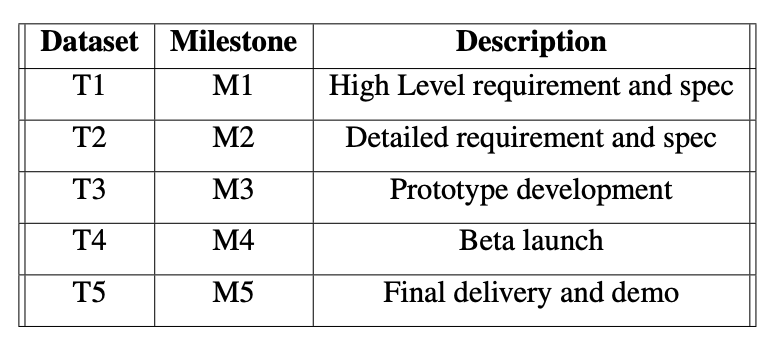 Dataset Milestone Description
T1 M1 High Level requirement and spec
T2 M2 Detailed requirement and spec
T3 M3 Prototype development
T4 M4 Beta launch
T5 M5 Final delivery and demo